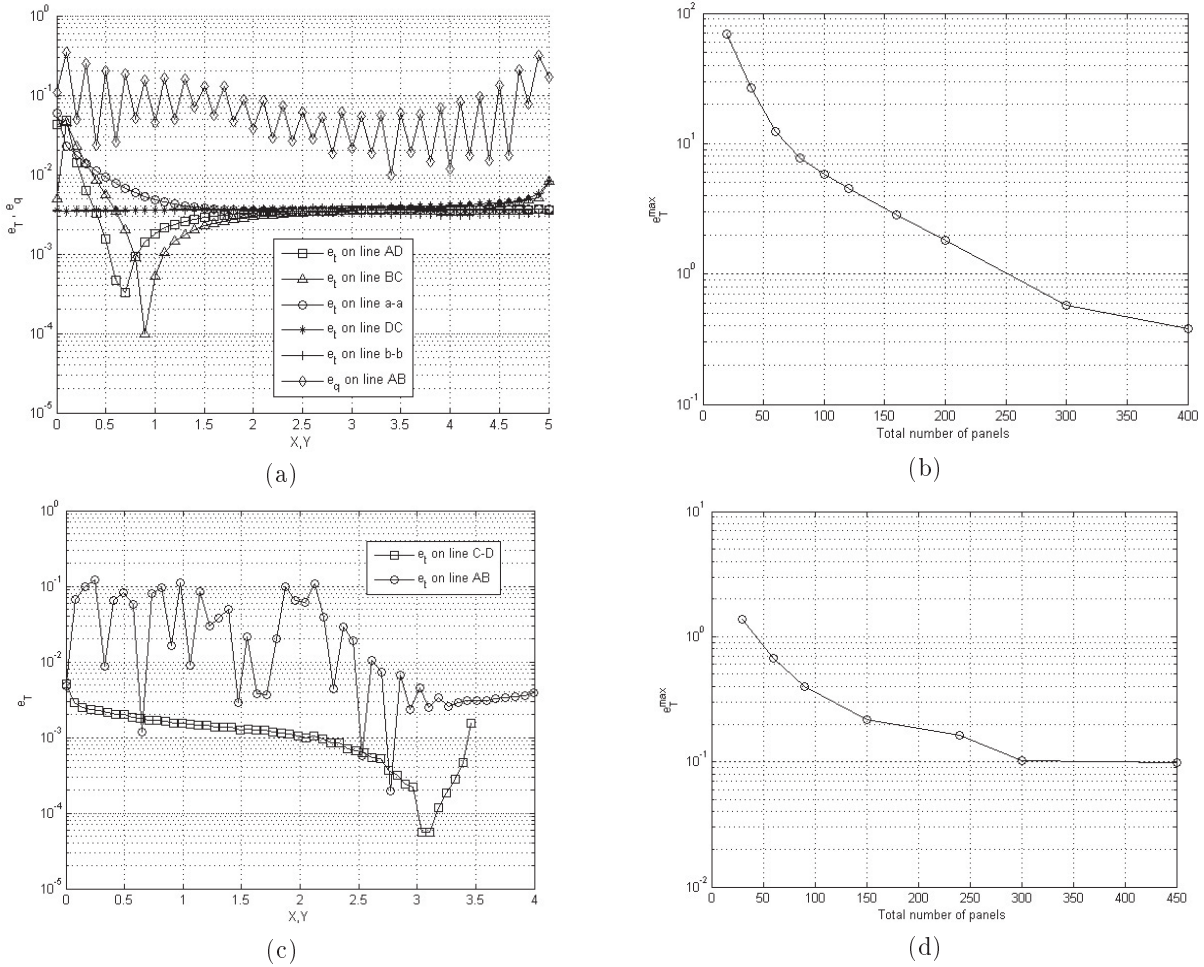 10^0
10^-1
10^-2
10^-3
10^-4
10^-5
e_T , e_q
0 0.5 1 1.5 2 2.5 3 3.5 4 4.5 5
X,Y
e_t on line AD
e_t on line BC
e_t on line a-a
e_t on line DC
e_t on line b-b
e_q on line AB
(a)
10^2
10^1
10^0
10^-1
e_T^max
0 50 100 150 200 250 300 350 400
Total number of panels
(b)
10^0
10^-1
10^-2
10^-3
10^-4
10^-5
e_T
0 0.5 1 1.5 2 2.5 3 3.5 4
X,Y
e_t on line C-D
e_t on line AB
(c)
10^1
10^0
10^-1
10^-2
e_T^max
0 50 100 150 200 250 300 350 400 450
Total number of panels
(d)